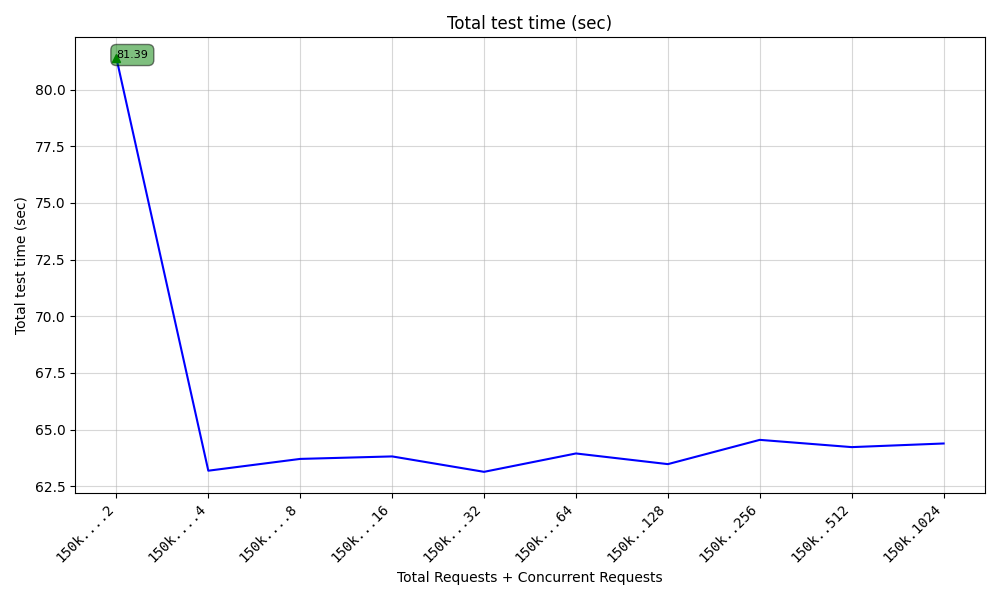 Total test time (sec)
81.39
80.0
77.5
75.0
72.5
70.0
67.5
65.0
62.5
Total test time (sec)
150k....2
150k....4
150k....8
150k...16
150k...32
150k...64
150k..128
150k..256
150k..512
150k.1024
Total Requests + Concurrent Requests